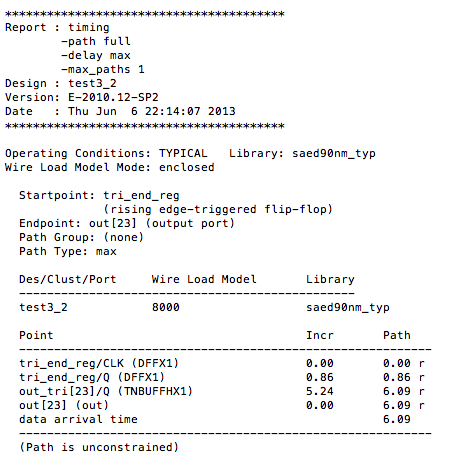 ****************************************
Report : timing
        -path full
        -delay max
        -max_paths 1
Design : test3_2
Version: E-2010.12-SP2
Date   : Thu Jun  6 22:14:07 2013
****************************************
Operating Conditions: TYPICAL   Library: saed90nm_typ
Wire Load Model Mode: enclosed
  Startpoint: tri_end_reg
              (rising edge-triggered flip-flop)
  Endpoint: out[23] (output port)
  Path Group: (none)
  Path Type: max
  Des/Clust/Port     Wire Load Model       Library
  ------------------------------------------------
  test3_2            8000                  saed90nm_typ
  Point                                    Incr       Path
  -----------------------------------------------------------
  tri_end_reg/CLK (DFFX1)                  0.00       0.00 r
  tri_end_reg/Q (DFFX1)                    0.86       0.86 r
  out_tri[23]/Q (TNBUFFHX1)                5.24       6.09 r
  out[23] (out)                            0.00       6.09 r
  data arrival time                                   6.09
  -----------------------------------------------------------
  (Path is unconstrained)